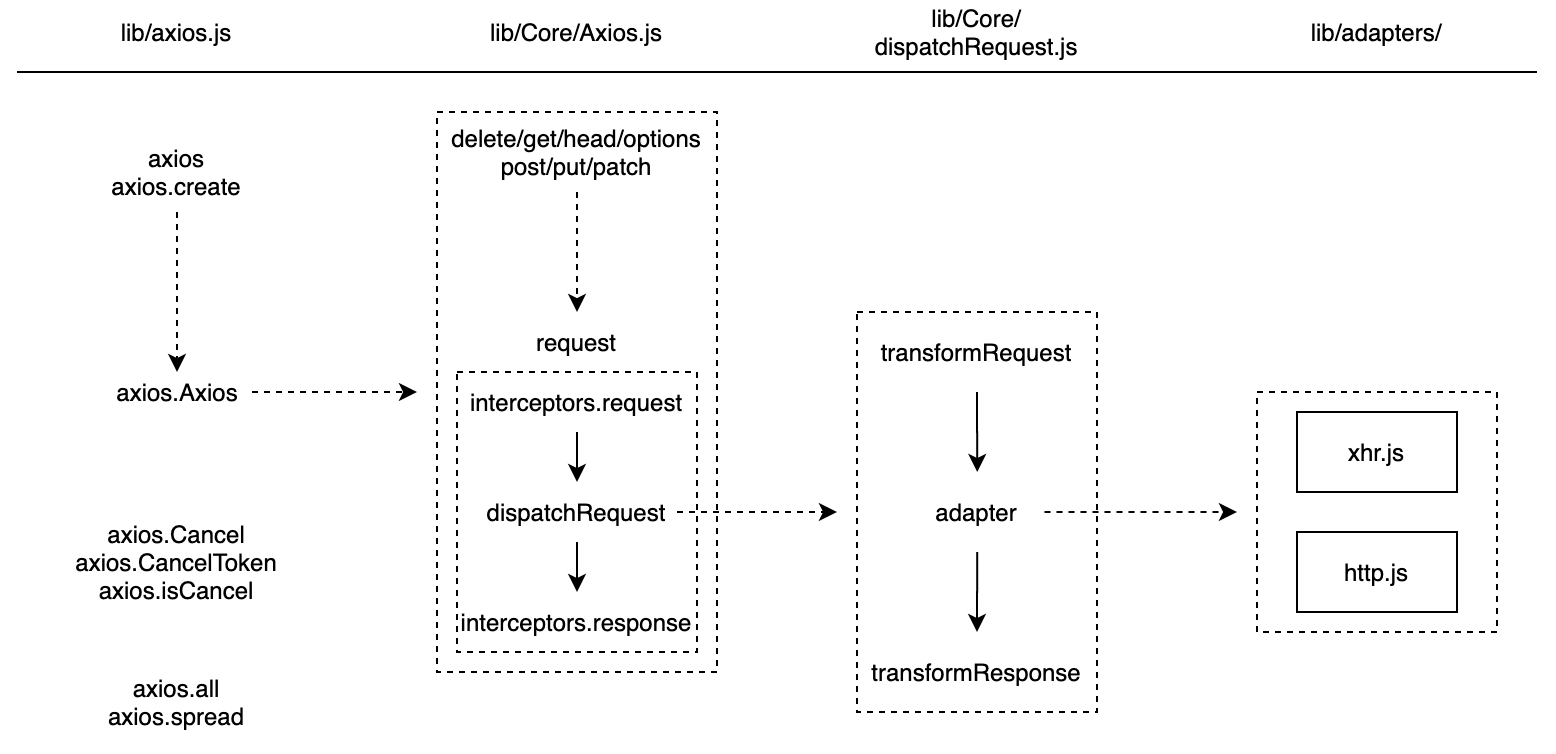 lib/axios.js
lib/Core/Axios.js
lib/Core/
dispatchRequest.js
lib/adapters/
axios
axios.create
axios.Axios
axios.Cancel
axios.CancelToken
axios.isCancel
axios.all
axios.spread
delete/get/head/options
post/put/patch
request
interceptors.request
dispatchRequest
interceptors.response
transformRequest
adapter
transformResponse
xhr.js
http.js